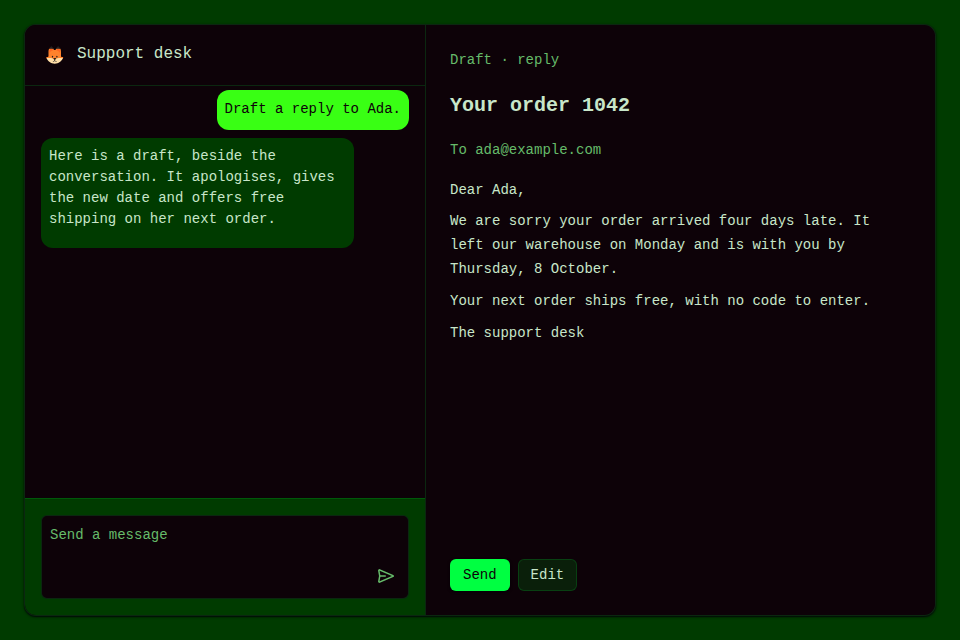 Support desk
Draft a reply to Ada.
Here is a draft, beside the
conversation. It apologises, gives
the new date and offers free
shipping on her next order.
Send a message
Draft · reply
Your order 1042
To ada@example.com
Dear Ada,
We are sorry your order arrived four days late. It
left our warehouse on Monday and is with you by
Thursday, 8 October.
Your next order ships free, with no code to enter.
The support desk
Send
Edit